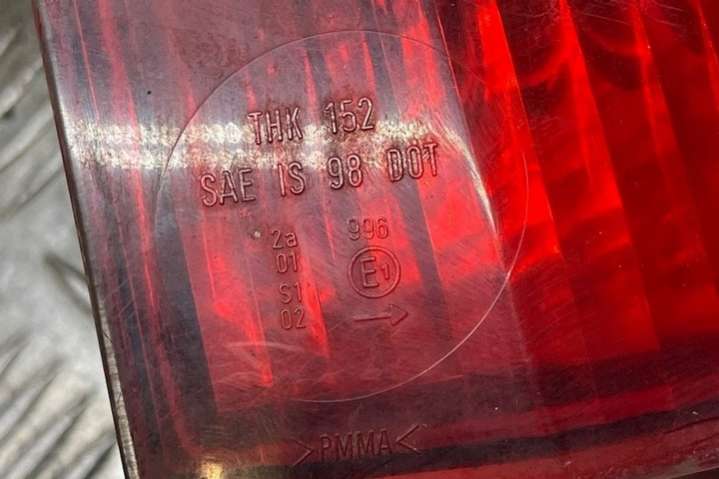 THK 152
SAE IS 98 DOT
2a 996
01 E1
S1
02 →
>PMMA<